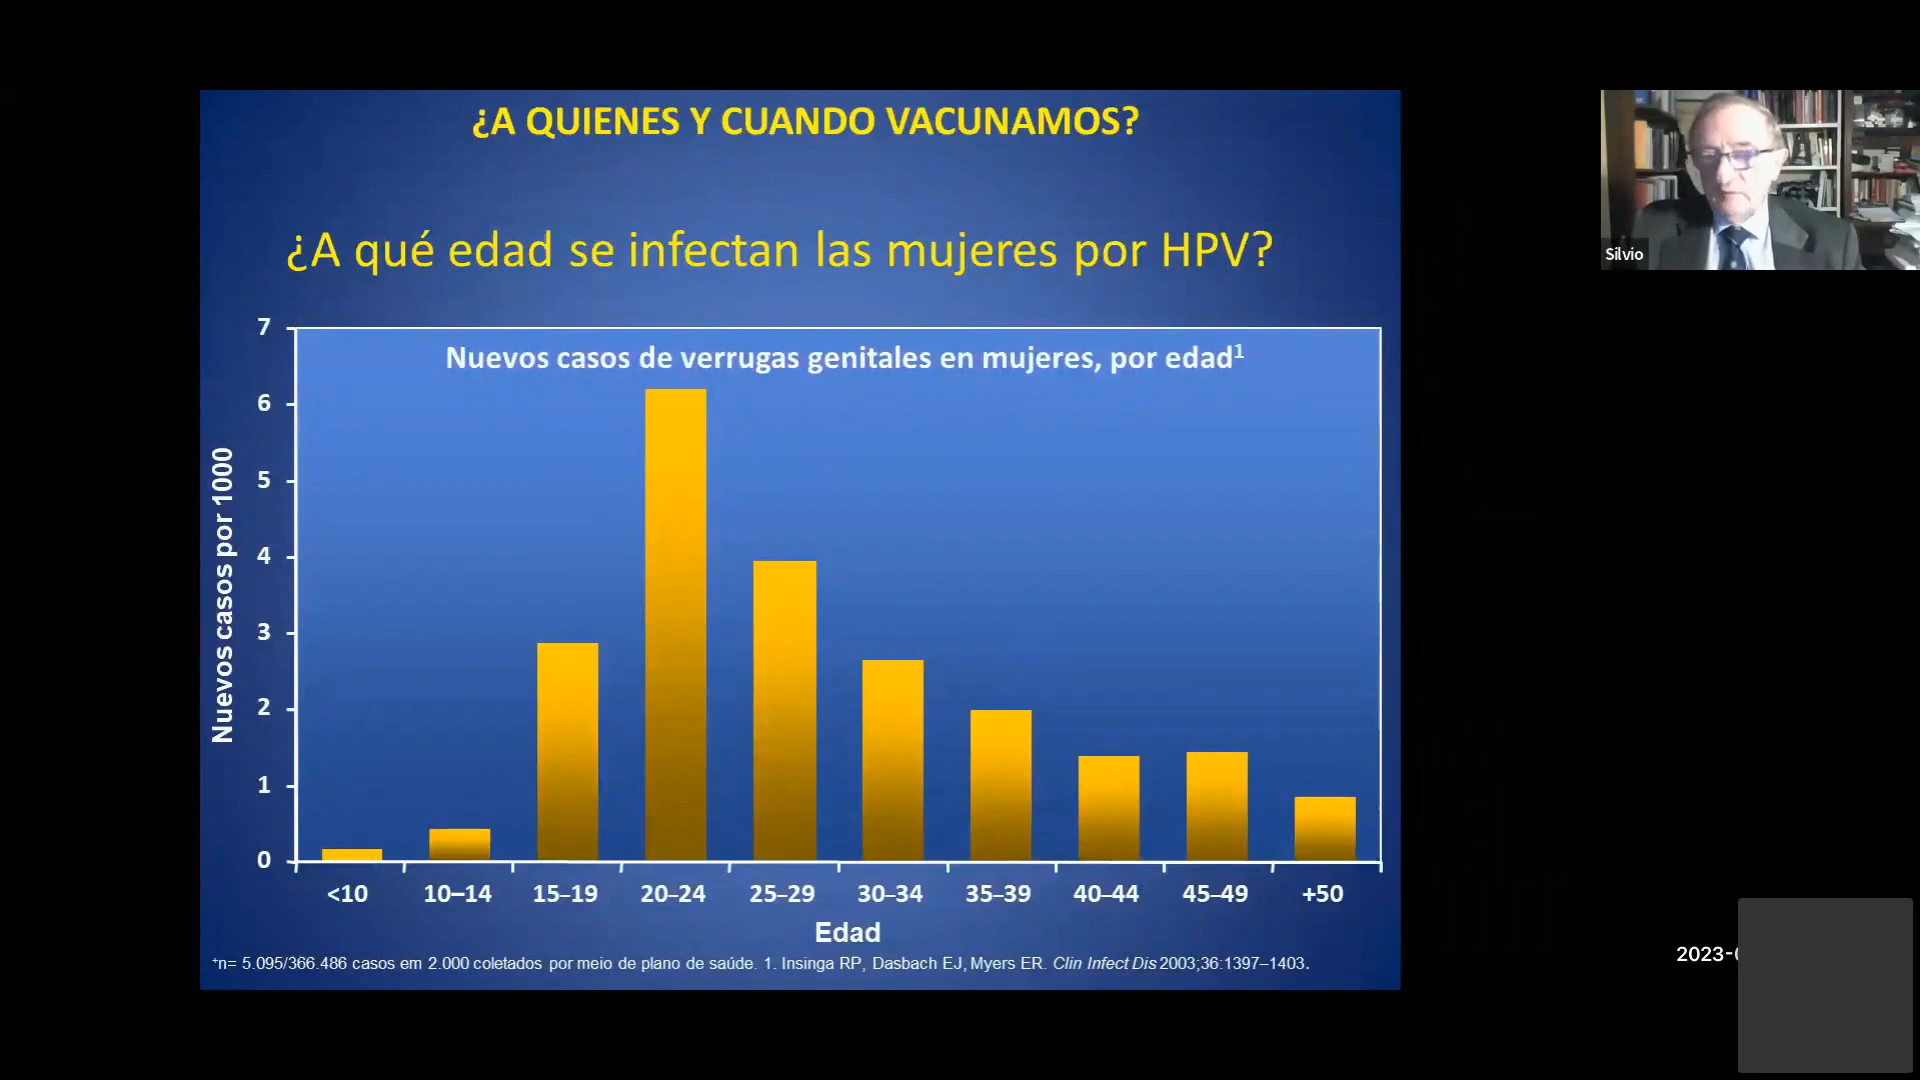 ¿A QUIENES Y CUANDO VACUNAMOS?
¿A qué edad se infectan las mujeres por HPV?
Nuevos casos de verrugas genitales en mujeres, por edad¹
Nuevos casos por 1000
7
6
5
4
3
2
1
0
<10 10–14 15–19 20–24 25–29 30–34 35–39 40–44 45–49 +50
Edad
⁺n= 5.095/366.486 casos em 2.000 coletados por meio de plano de saúde. 1. Insinga RP, Dasbach EJ, Myers ER. Clin Infect Dis 2003;36:1397–1403.
Silvio
2023-